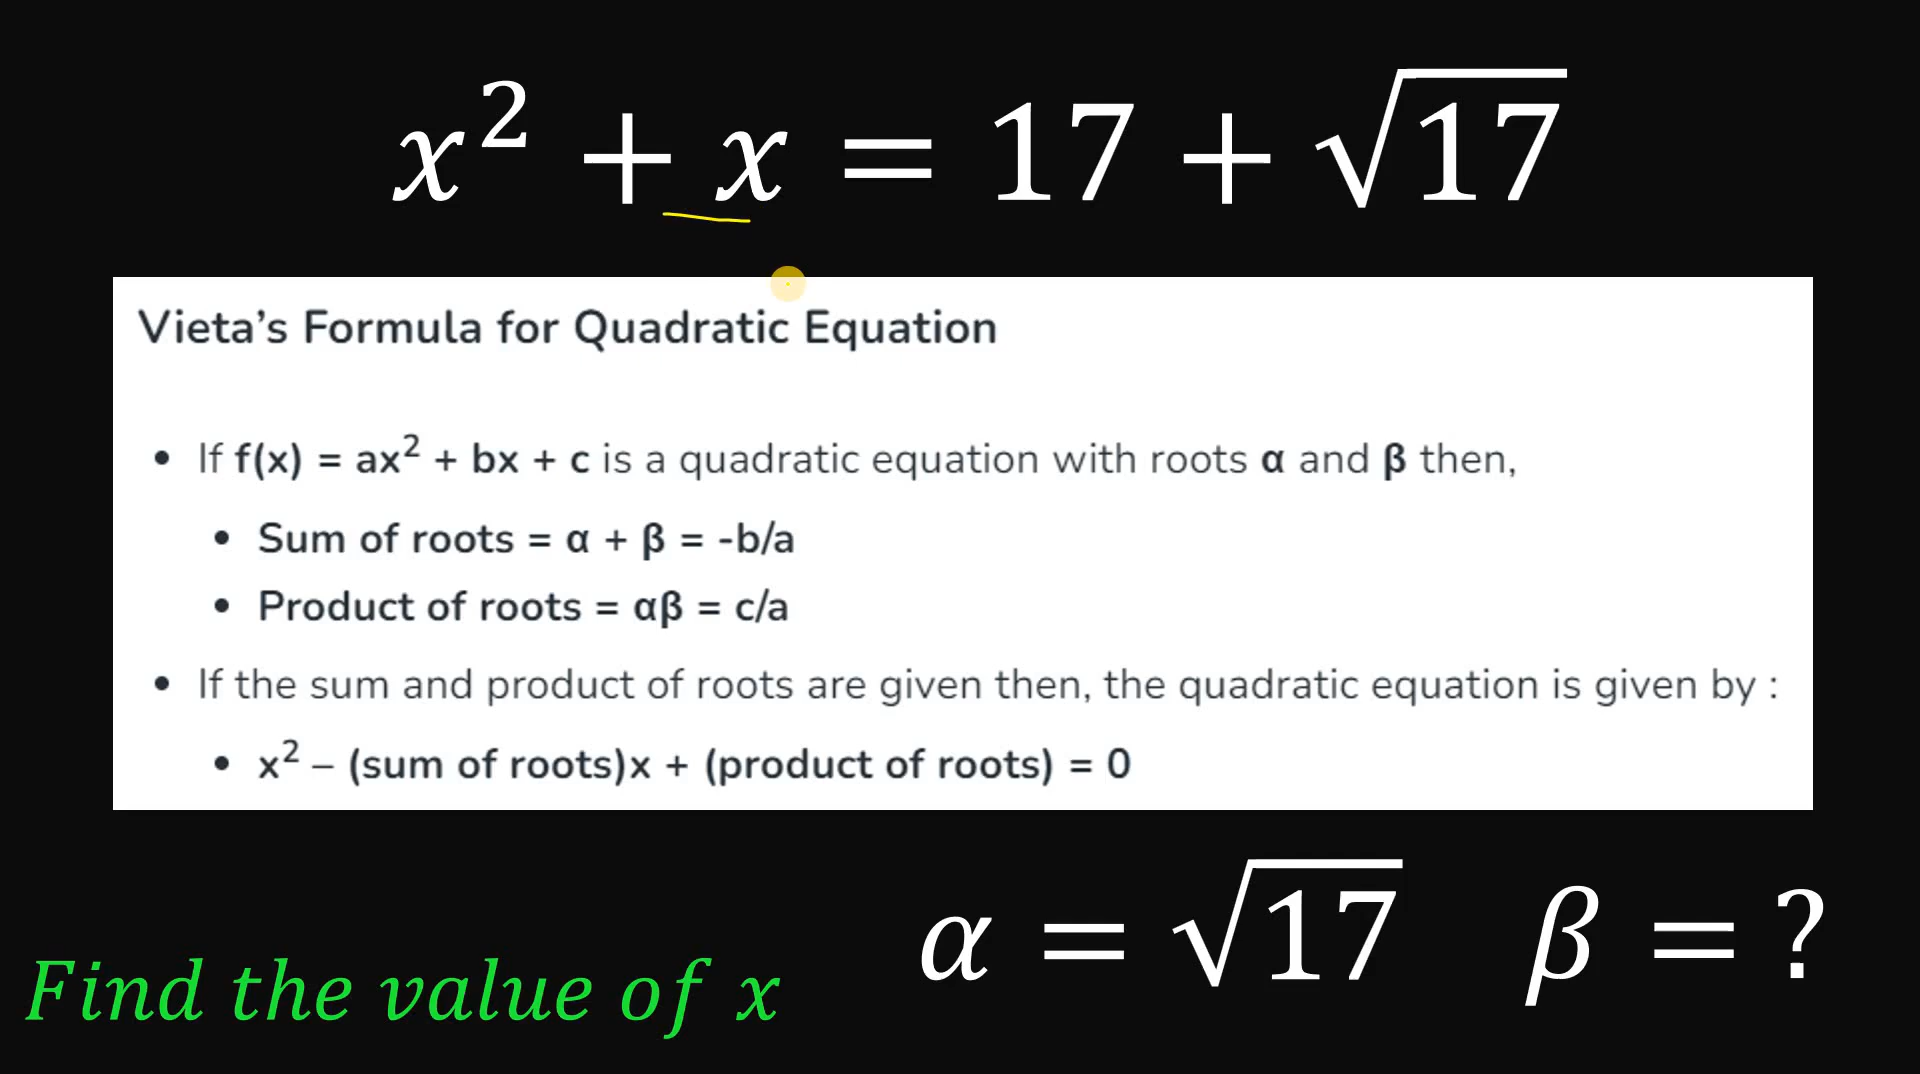 x² + x = 17 + √17
Vieta’s Formula for Quadratic Equation
• If f(x) = ax² + bx + c is a quadratic equation with roots α and β then,
• Sum of roots = α + β = -b/a
• Product of roots = αβ = c/a
• If the sum and product of roots are given then, the quadratic equation is given by :
• x² – (sum of roots)x + (product of roots) = 0
α = √17 β = ?
Find the value of x